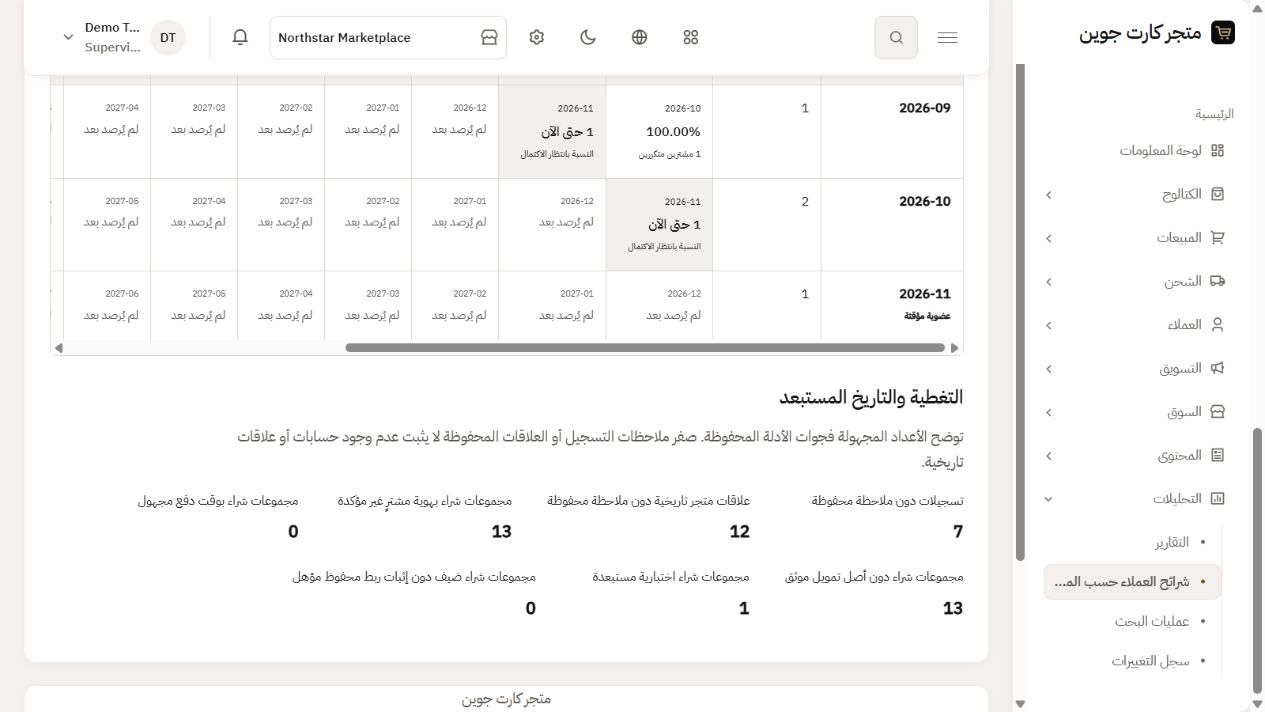 متجر كارت جوين
Northstar Marketplace
DT
Demo T...
Supervi...
الرئيسية
لوحة المعلومات
الكتالوج
المبيعات
الشحن
العملاء
التسويق
السوق
المحتوى
التحليلات
التقارير
شرائح العملاء حسب الم...
عمليات البحث
سجل التغييرات
2026-09
1
2026-10
100.00%
1 مشترين متكررين
2026-11
1 حتى الآن
النسبة بانتظار الاكتمال
2026-12
لم يُرصد بعد
2027-01
لم يُرصد بعد
2027-02
لم يُرصد بعد
2027-03
لم يُرصد بعد
2027-04
لم يُرصد بعد
2026-10
2
2026-11
1 حتى الآن
النسبة بانتظار الاكتمال
2026-12
لم يُرصد بعد
2027-01
لم يُرصد بعد
2027-02
لم يُرصد بعد
2027-03
لم يُرصد بعد
2027-04
لم يُرصد بعد
2027-05
لم يُرصد بعد
2026-11
عضوية مؤقتة
1
2026-12
لم يُرصد بعد
2027-01
لم يُرصد بعد
2027-02
لم يُرصد بعد
2027-03
لم يُرصد بعد
2027-04
لم يُرصد بعد
2027-05
لم يُرصد بعد
2027-06
لم يُرصد بعد
التغطية والتاريخ المستبعد
توضح الأعداد المجهولة فجوات الأدلة المحفوظة. صفر ملاحظات التسجيل أو العلاقات المحفوظة لا يثبت عدم وجود حسابات أو علاقات
تاريخية.
تسجيلات دون ملاحظة محفوظة
7
علاقات متجر تاريخية دون ملاحظة محفوظة
12
مجموعات شراء بهوية مشترٍ غير مؤكدة
13
مجموعات شراء بوقت دفع مجهول
0
مجموعات شراء دون أصل تمويل موثق
13
مجموعات شراء اختبارية مستبعدة
1
مجموعات شراء ضيف دون إثبات ربط محفوظ مؤهل
0
متجر كارت جوين